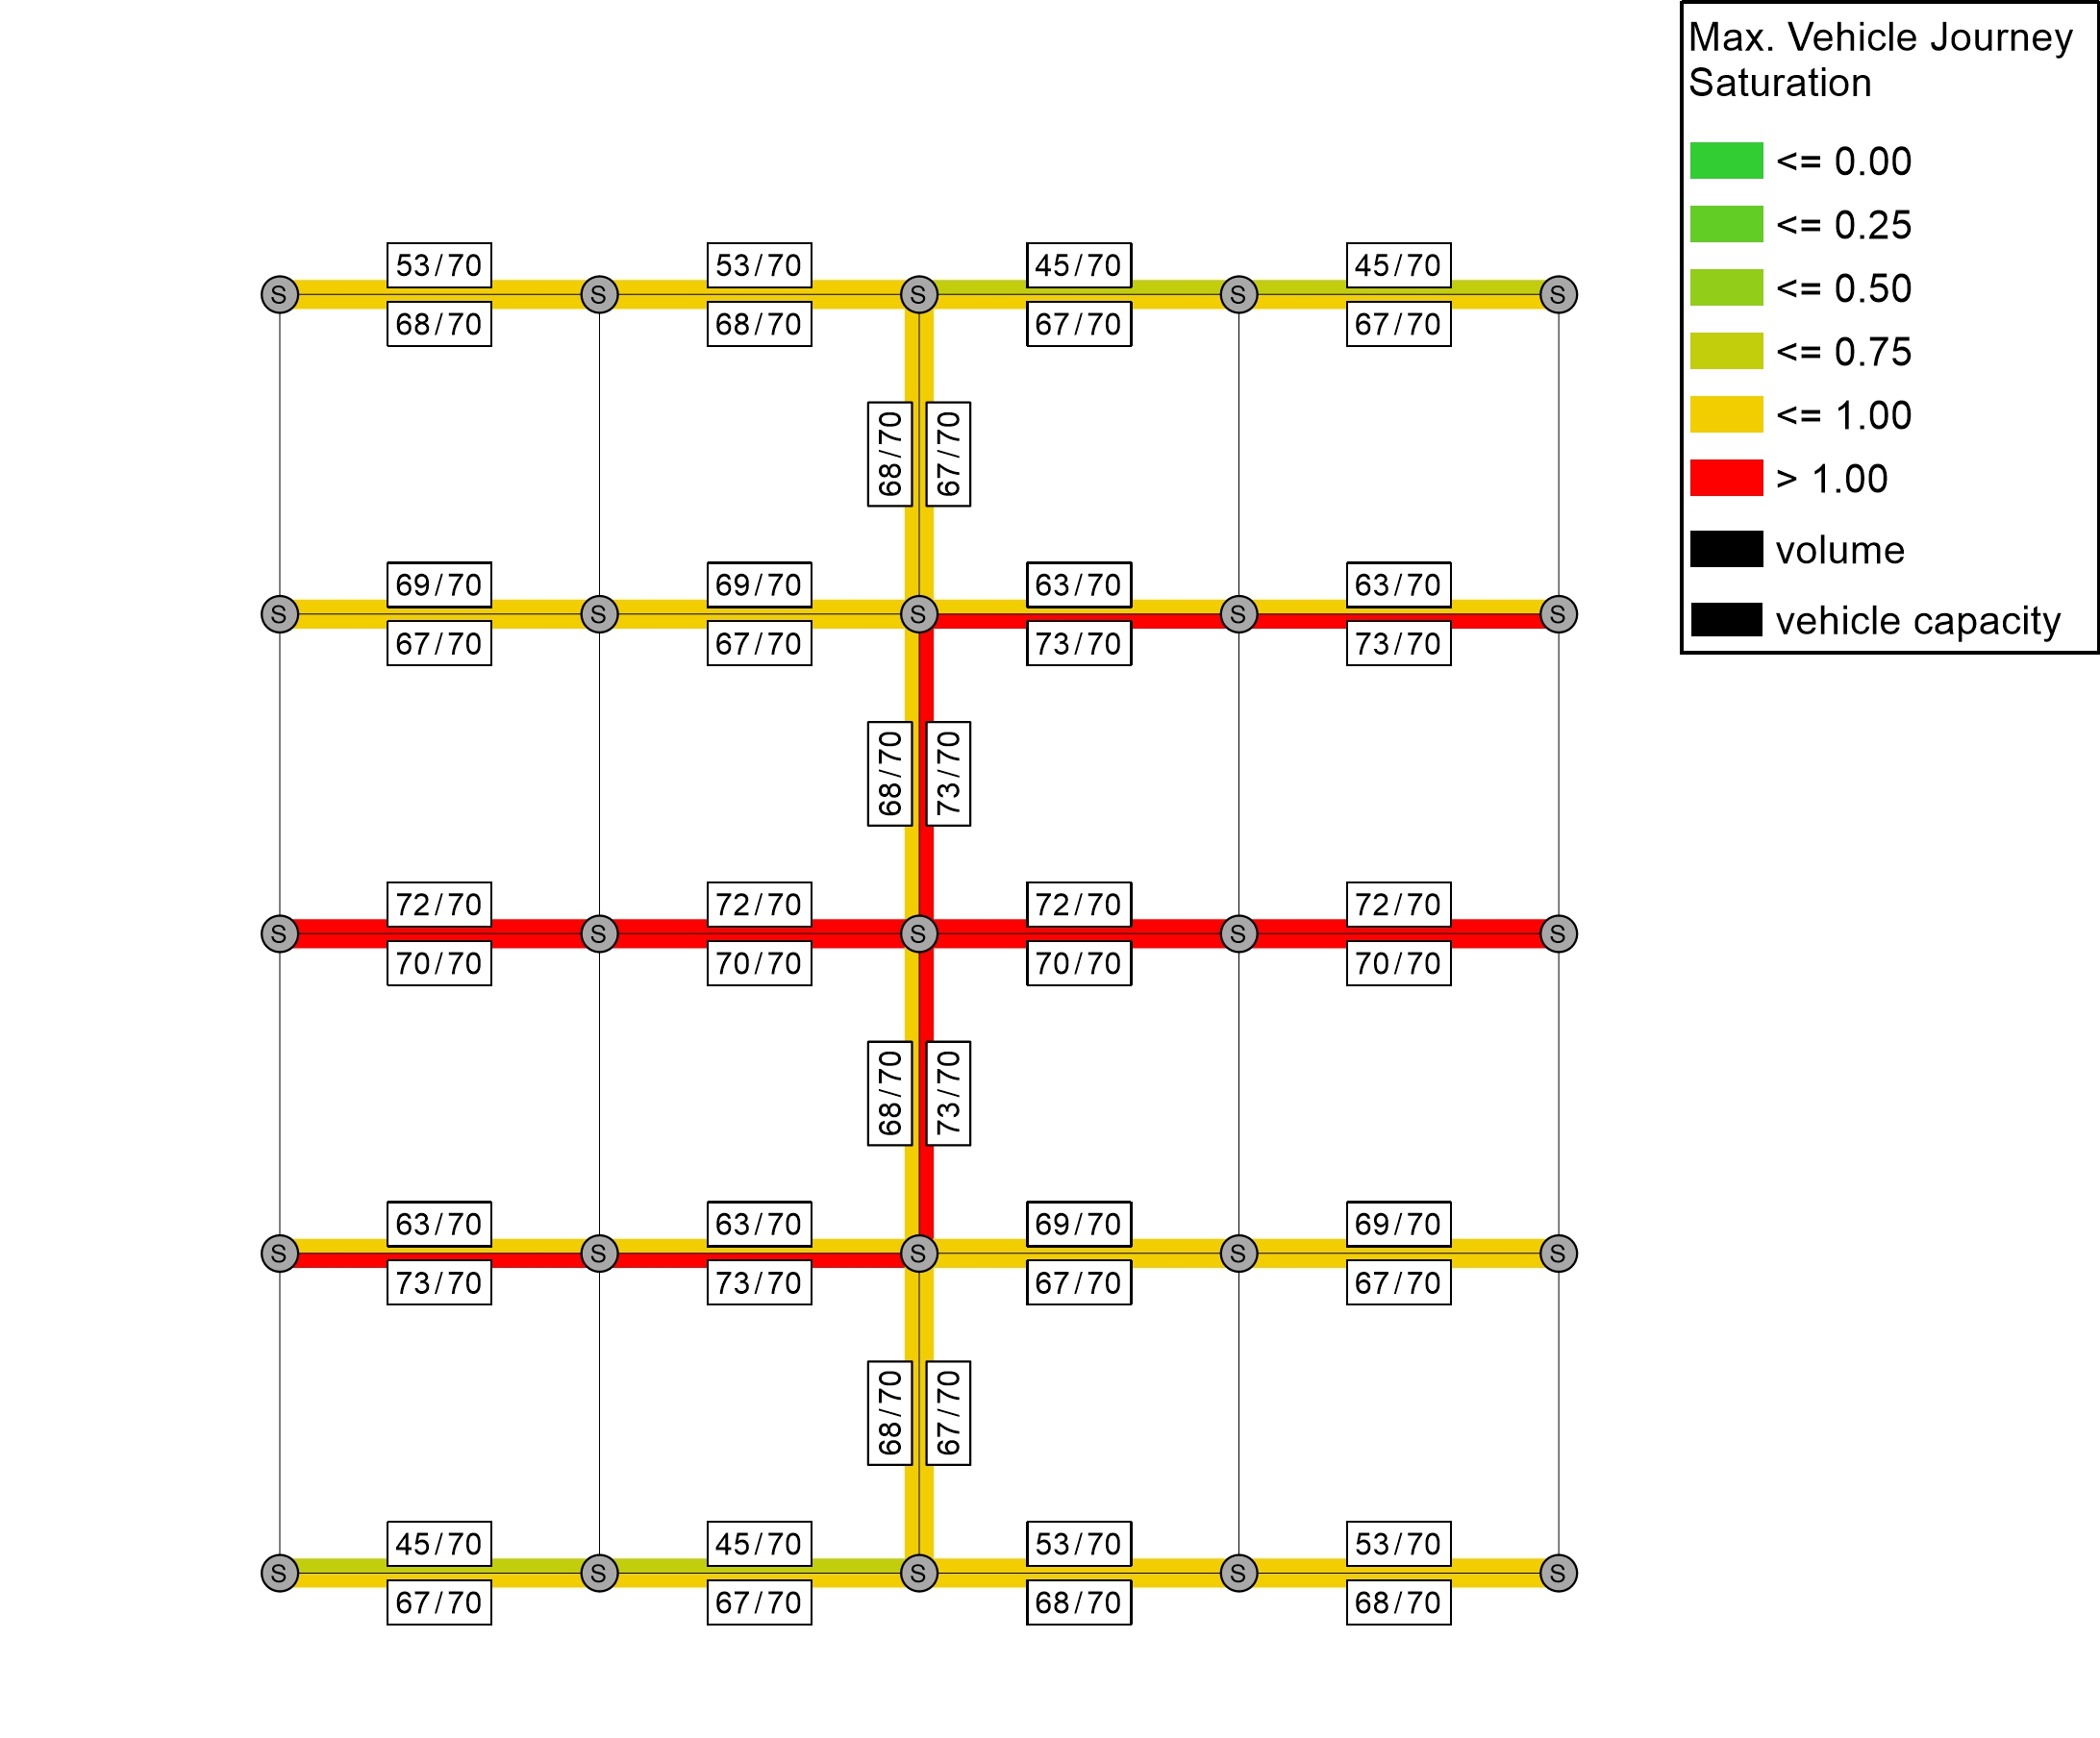 Max. Vehicle Journey
Saturation
<= 0.00
<= 0.25
<= 0.50
<= 0.75
<= 1.00
> 1.00
volume
vehicle capacity
53/70 53/70 45/70 45/70
S S S S S
68/70 68/70 67/70 67/70
68/70 67/70
69/70 69/70 63/70 63/70
S S S S S
67/70 67/70 73/70 73/70
68/70 73/70
72/70 72/70 72/70 72/70
S S S S S
70/70 70/70 70/70 70/70
68/70 73/70
63/70 63/70 69/70 69/70
S S S S S
73/70 73/70 67/70 67/70
68/70 67/70
45/70 45/70 53/70 53/70
S S S S S
67/70 67/70 68/70 68/70